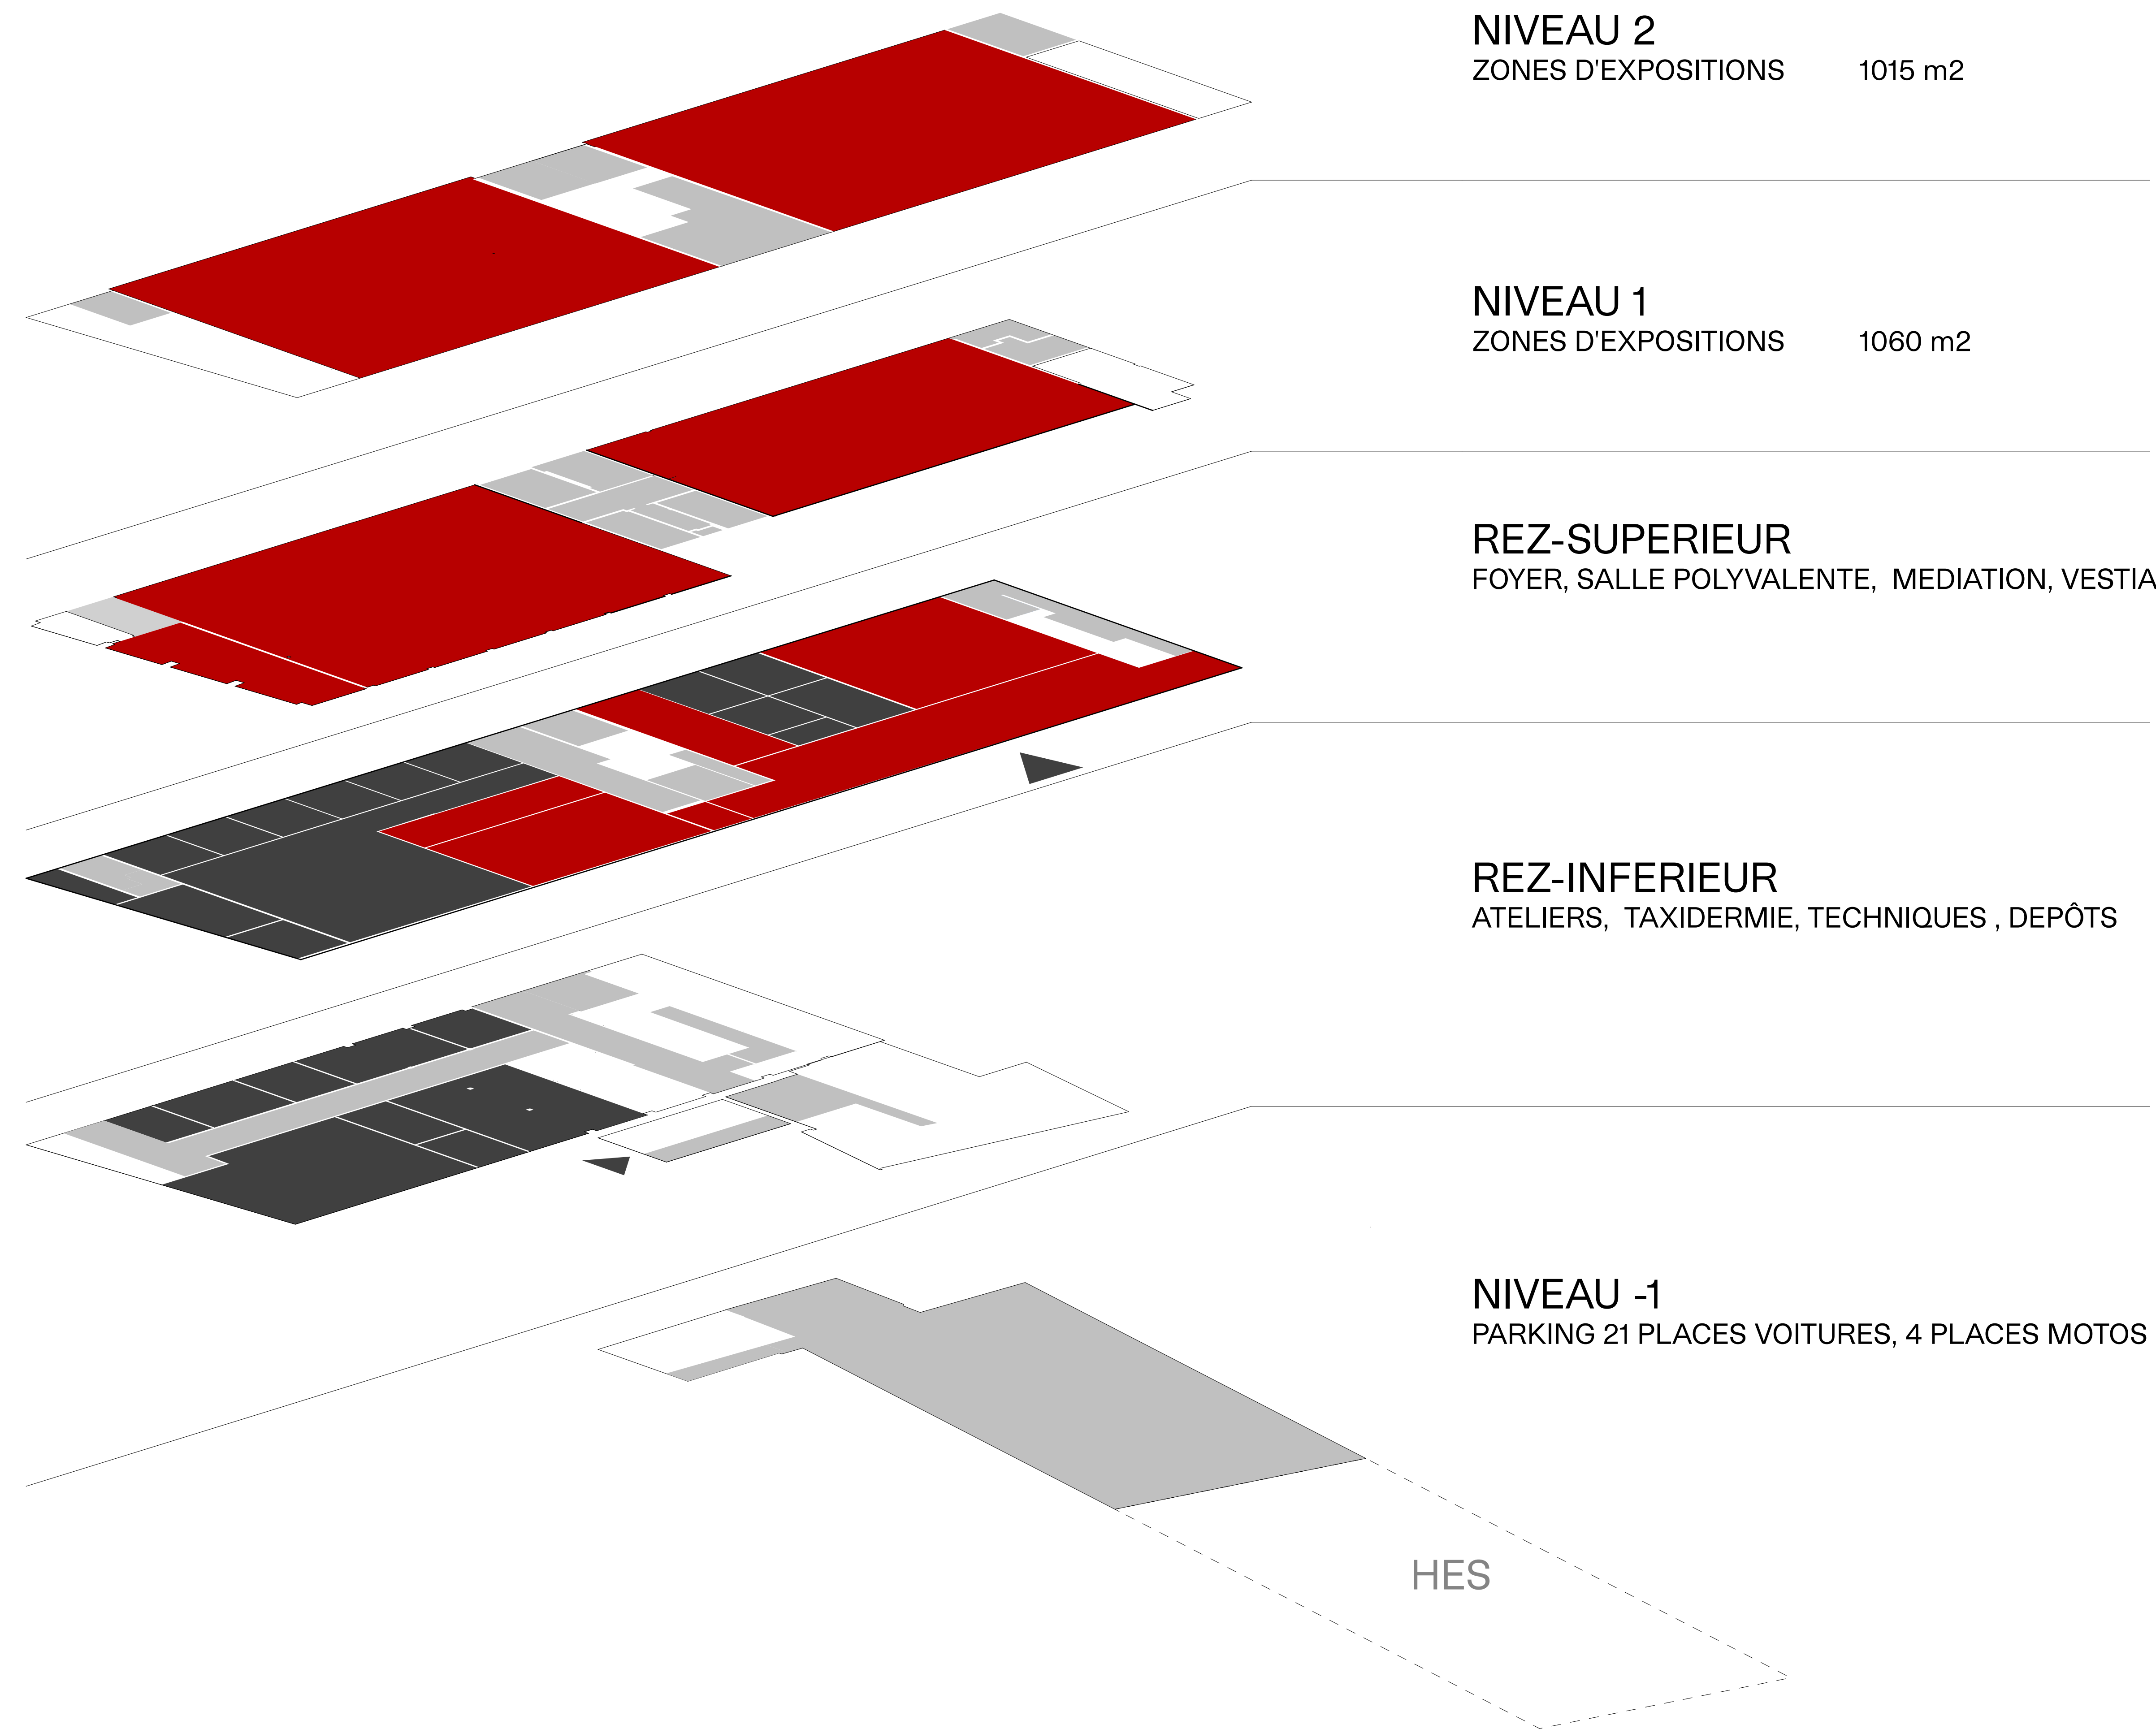 NIVEAU 2
ZONES D'EXPOSITIONS 1015 m2
NIVEAU 1
ZONES D'EXPOSITIONS 1060 m2
REZ-SUPERIEUR
FOYER, SALLE POLYVALENTE, MEDIATION, VESTIA
REZ-INFERIEUR
ATELIERS, TAXIDERMIE, TECHNIQUES , DEPÔTS
NIVEAU -1
PARKING 21 PLACES VOITURES, 4 PLACES MOTOS
HES